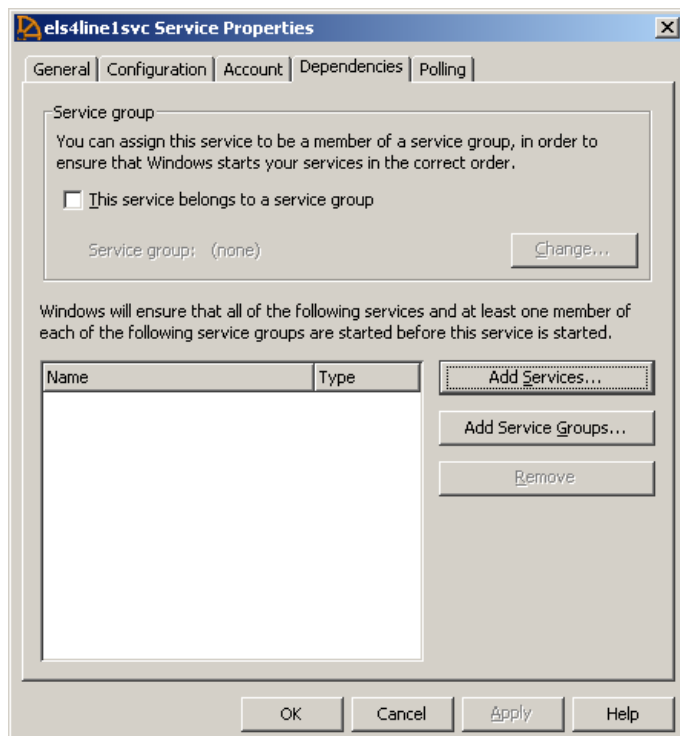 els4line1svc Service Properties
General Configuration Account Dependencies Polling
Service group
You can assign this service to be a member of a service group, in order to
ensure that Windows starts your services in the correct order.
This service belongs to a service group
Service group: (none)
Change...
Windows will ensure that all of the following services and at least one member of
each of the following service groups are started before this service is started.
Name Type
Add Services...
Add Service Groups...
Remove
OK Cancel Apply Help